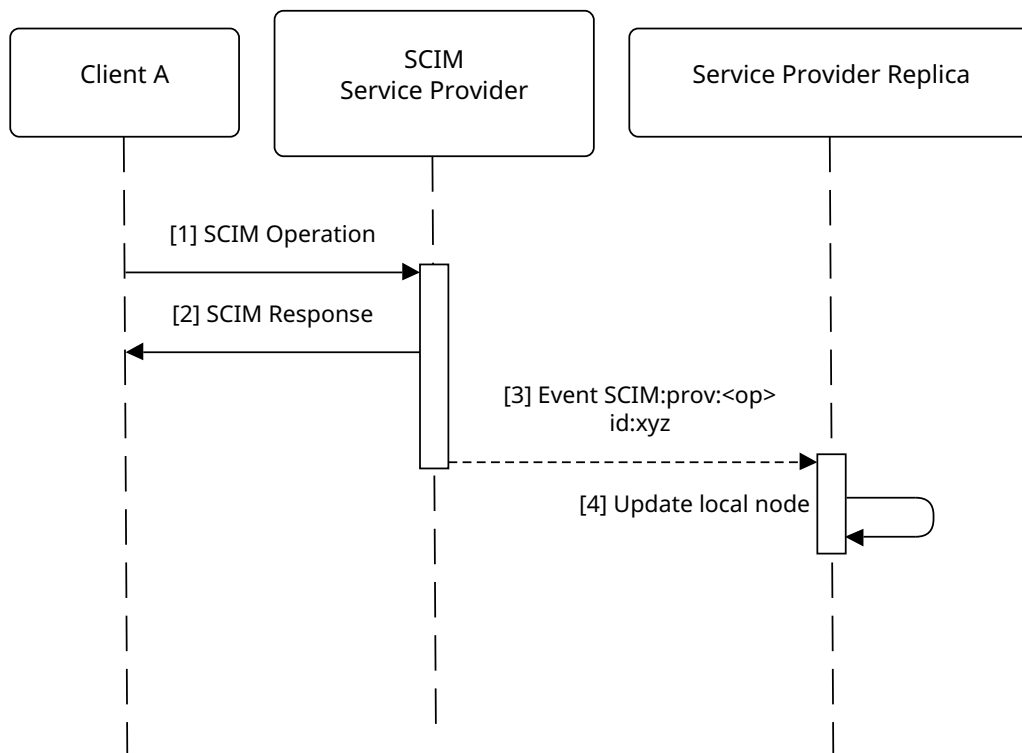 Client A
SCIM
Service Provider
Service Provider Replica
[1] SCIM Operation
[2] SCIM Response
[3] Event SCIM:prov:<op>
id:xyz
[4] Update local node